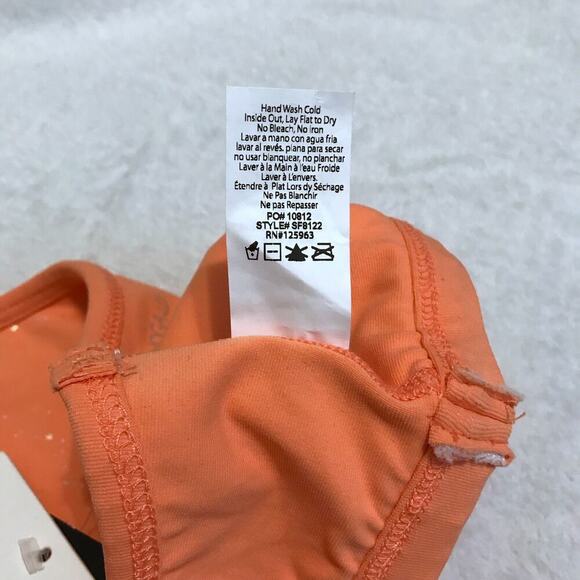 Hand Wash Cold
Inside Out, Lay Flat to Dry
No Bleach, No Iron
Lavar a mano con agua fria
lavar al revés. plana para secar
no usar blanquear, no planchar
Laver à la Main à l'eau Froide
Laver À L'envers.
Étendre à Plat Lors dy Séchage
Ne Pas Blanchir
Ne pas Repasser
PO# 10812
STYLE# SF8122
RN#125963